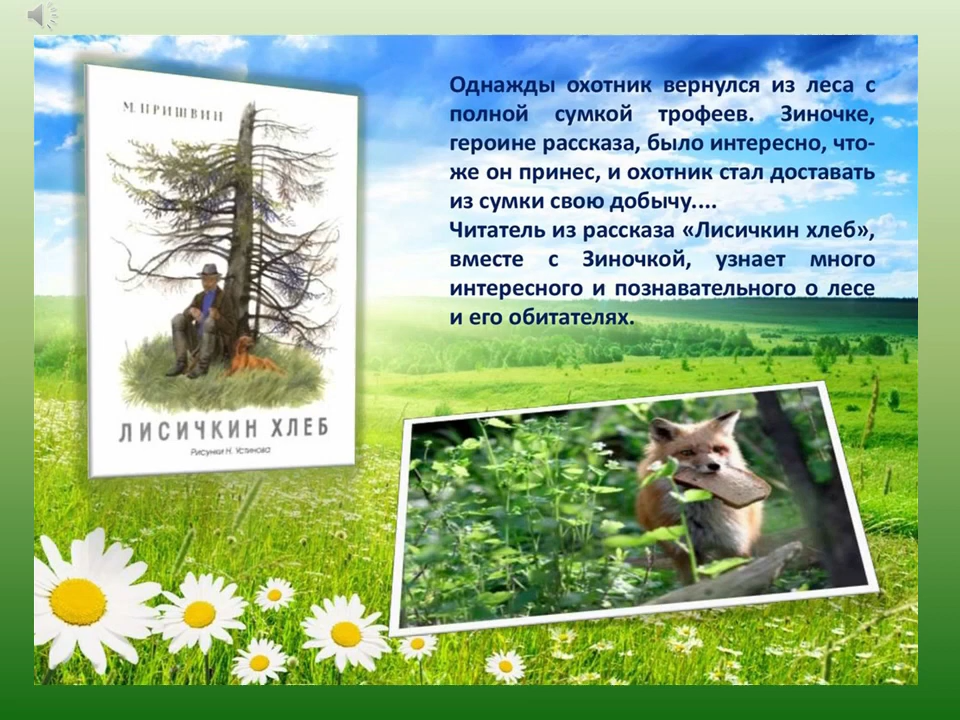 М. ПРИШВИН
ЛИСИЧКИН ХЛЕБ
Рисунки Н. Устинова
Однажды охотник вернулся из леса с
полной сумкой трофеев. Зиночке,
героине рассказа, было интересно, что-
же он принес, и охотник стал доставать
из сумки свою добычу....
Читатель из рассказа «Лисичкин хлеб»,
вместе с Зиночкой, узнает много
интересного и познавательного о лесе
и его обитателях.